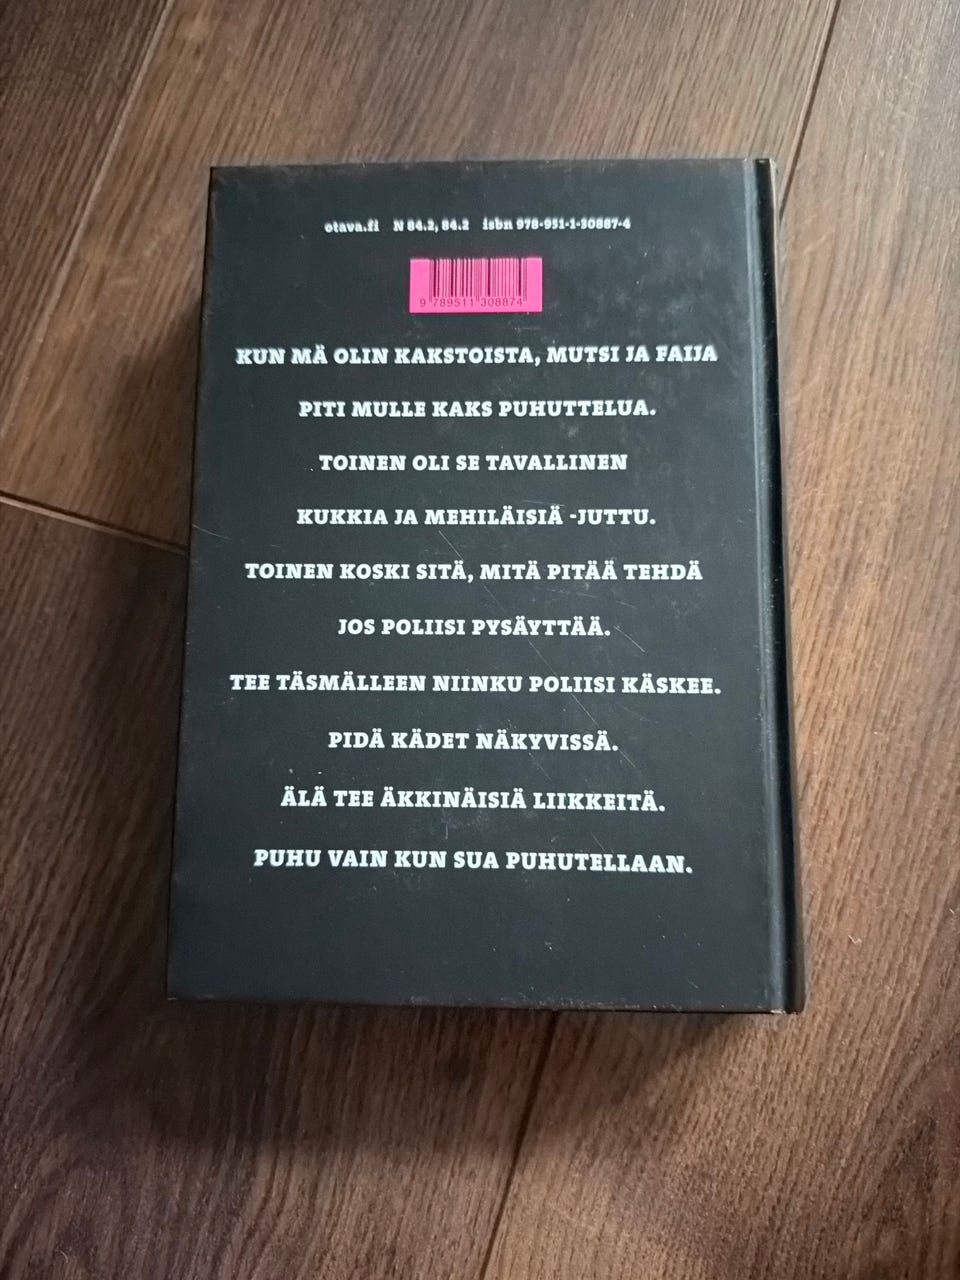 otava.fi N 84.2, 84.2 isbn 978-951-1-30887-4
9 789511 308874
KUN MÄ OLIN KAKSTOISTA, MUTSI JA FAIJA
PITI MULLE KAKS PUHUTTELUA.
TOINEN OLI SE TAVALLINEN
KUKKIA JA MEHILÄISIÄ -JUTTU.
TOINEN KOSKI SITÄ, MITÄ PITÄÄ TEHDÄ
JOS POLIISI PYSÄYTTÄÄ.
TEE TÄSMÄLLEEN NIINKU POLIISI KÄSKEE.
PIDÄ KÄDET NÄKYVISSÄ.
ÄLÄ TEE ÄKKINÄISIÄ LIIKKEITÄ.
PUHU VAIN KUN SUA PUHUTELLAAN.